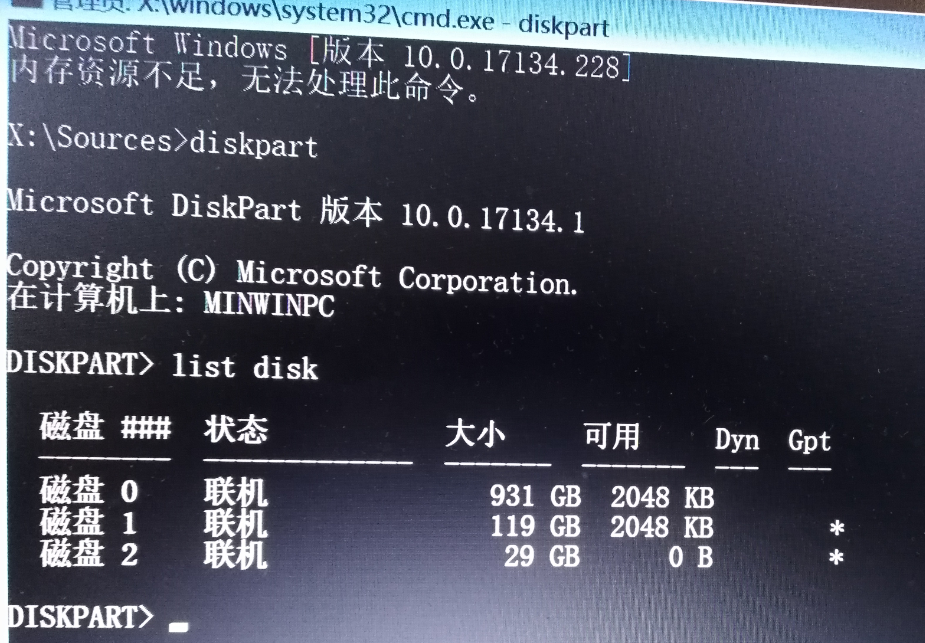 管理员: X:\windows\system32\cmd.exe - diskpart
Microsoft Windows [版本 10.0.17134.228]
内存资源不足，无法处理此命令。
X:\Sources>diskpart
Microsoft DiskPart 版本 10.0.17134.1
Copyright (C) Microsoft Corporation.
在计算机上: MININWINPC
DISKPART> list disk
磁盘 ### 状态 大小 可用 Dyn Gpt
-------- ------------- ------- ------- --- ---
磁盘 0 联机 931 GB 2048 KB
磁盘 1 联机 119 GB 2048 KB *
磁盘 2 联机 29 GB 0 B *
DISKPART>